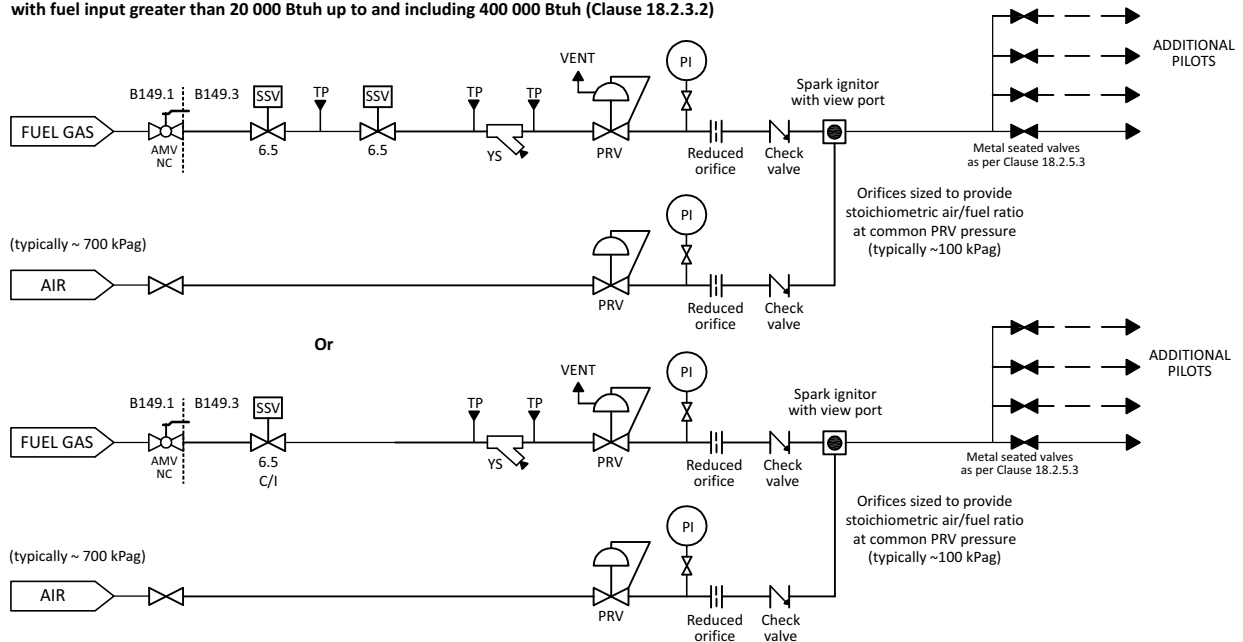 with fuel input greater than 20 000 Btuh up to and including 400 000 Btuh (Clause 18.2.3.2)
B149.1
B149.3
SSV
TP
SSV
TP
TP
VENT
PI
Spark ignitor
with view port
ADDITIONAL
PILOTS
FUEL GAS
AMV
NC
6.5
6.5
YS
PRV
Reduced
orifice
Check
valve
Metal seated valves
as per Clause 18.2.5.3
Orifices sized to provide
stoichiometric air/fuel ratio
at common PRV pressure
(typically ~100 kPag)
(typically ~ 700 kPag)
PI
AIR
PRV
Reduced
orifice
Check
valve
Or
B149.1
B149.3
SSV
TP
TP
VENT
PI
Spark ignitor
with view port
ADDITIONAL
PILOTS
FUEL GAS
AMV
NC
6.5
C/I
YS
PRV
Reduced
orifice
Check
valve
Metal seated valves
as per Clause 18.2.5.3
Orifices sized to provide
stoichiometric air/fuel ratio
at common PRV pressure
(typically ~100 kPag)
(typically ~ 700 kPag)
PI
AIR
PRV
Reduced
orifice
Check
valve